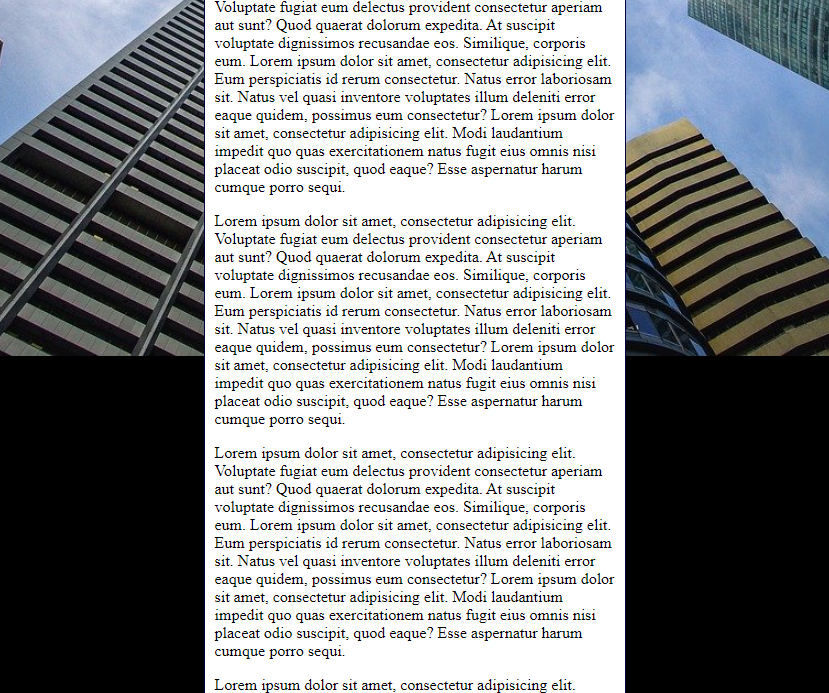 Voluptate fugiat eum delectus provident consectetur aperiam
aut sunt? Quod quaerat dolorum expedita. At suscipit
voluptate dignissimos recusandae eos. Similique, corporis
eum. Lorem ipsum dolor sit amet, consectetur adipisicing elit.
Eum perspiciatis id rerum consectetur. Natus error laboriosam
sit. Natus vel quasi inventore voluptates illum deleniti error
eaque quidem, possimus eum consectetur? Lorem ipsum dolor
sit amet, consectetur adipisicing elit. Modi laudantium
impedit quo quas exercitationem natus fugit eius omnis nisi
placeat odio suscipit, quod eaque? Esse aspernatur harum
cumque porro sequi.
Lorem ipsum dolor sit amet, consectetur adipisicing elit.
Voluptate fugiat eum delectus provident consectetur aperiam
aut sunt? Quod quaerat dolorum expedita. At suscipit
voluptate dignissimos recusandae eos. Similique, corporis
eum. Lorem ipsum dolor sit amet, consectetur adipisicing elit.
Eum perspiciatis id rerum consectetur. Natus error laboriosam
sit. Natus vel quasi inventore voluptates illum deleniti error
eaque quidem, possimus eum consectetur? Lorem ipsum dolor
sit amet, consectetur adipisicing elit. Modi laudantium
impedit quo quas exercitationem natus fugit eius omnis nisi
placeat odio suscipit, quod eaque? Esse aspernatur harum
cumque porro sequi.
Lorem ipsum dolor sit amet, consectetur adipisicing elit.
Voluptate fugiat eum delectus provident consectetur aperiam
aut sunt? Quod quaerat dolorum expedita. At suscipit
voluptate dignissimos recusandae eos. Similique, corporis
eum. Lorem ipsum dolor sit amet, consectetur adipisicing elit.
Eum perspiciatis id rerum consectetur. Natus error laboriosam
sit. Natus vel quasi inventore voluptates illum deleniti error
eaque quidem, possimus eum consectetur? Lorem ipsum dolor
sit amet, consectetur adipisicing elit. Modi laudantium
impedit quo quas exercitationem natus fugit eius omnis nisi
placeat odio suscipit, quod eaque? Esse aspernatur harum
cumque porro sequi.
Lorem ipsum dolor sit amet, consectetur adipisicing elit.